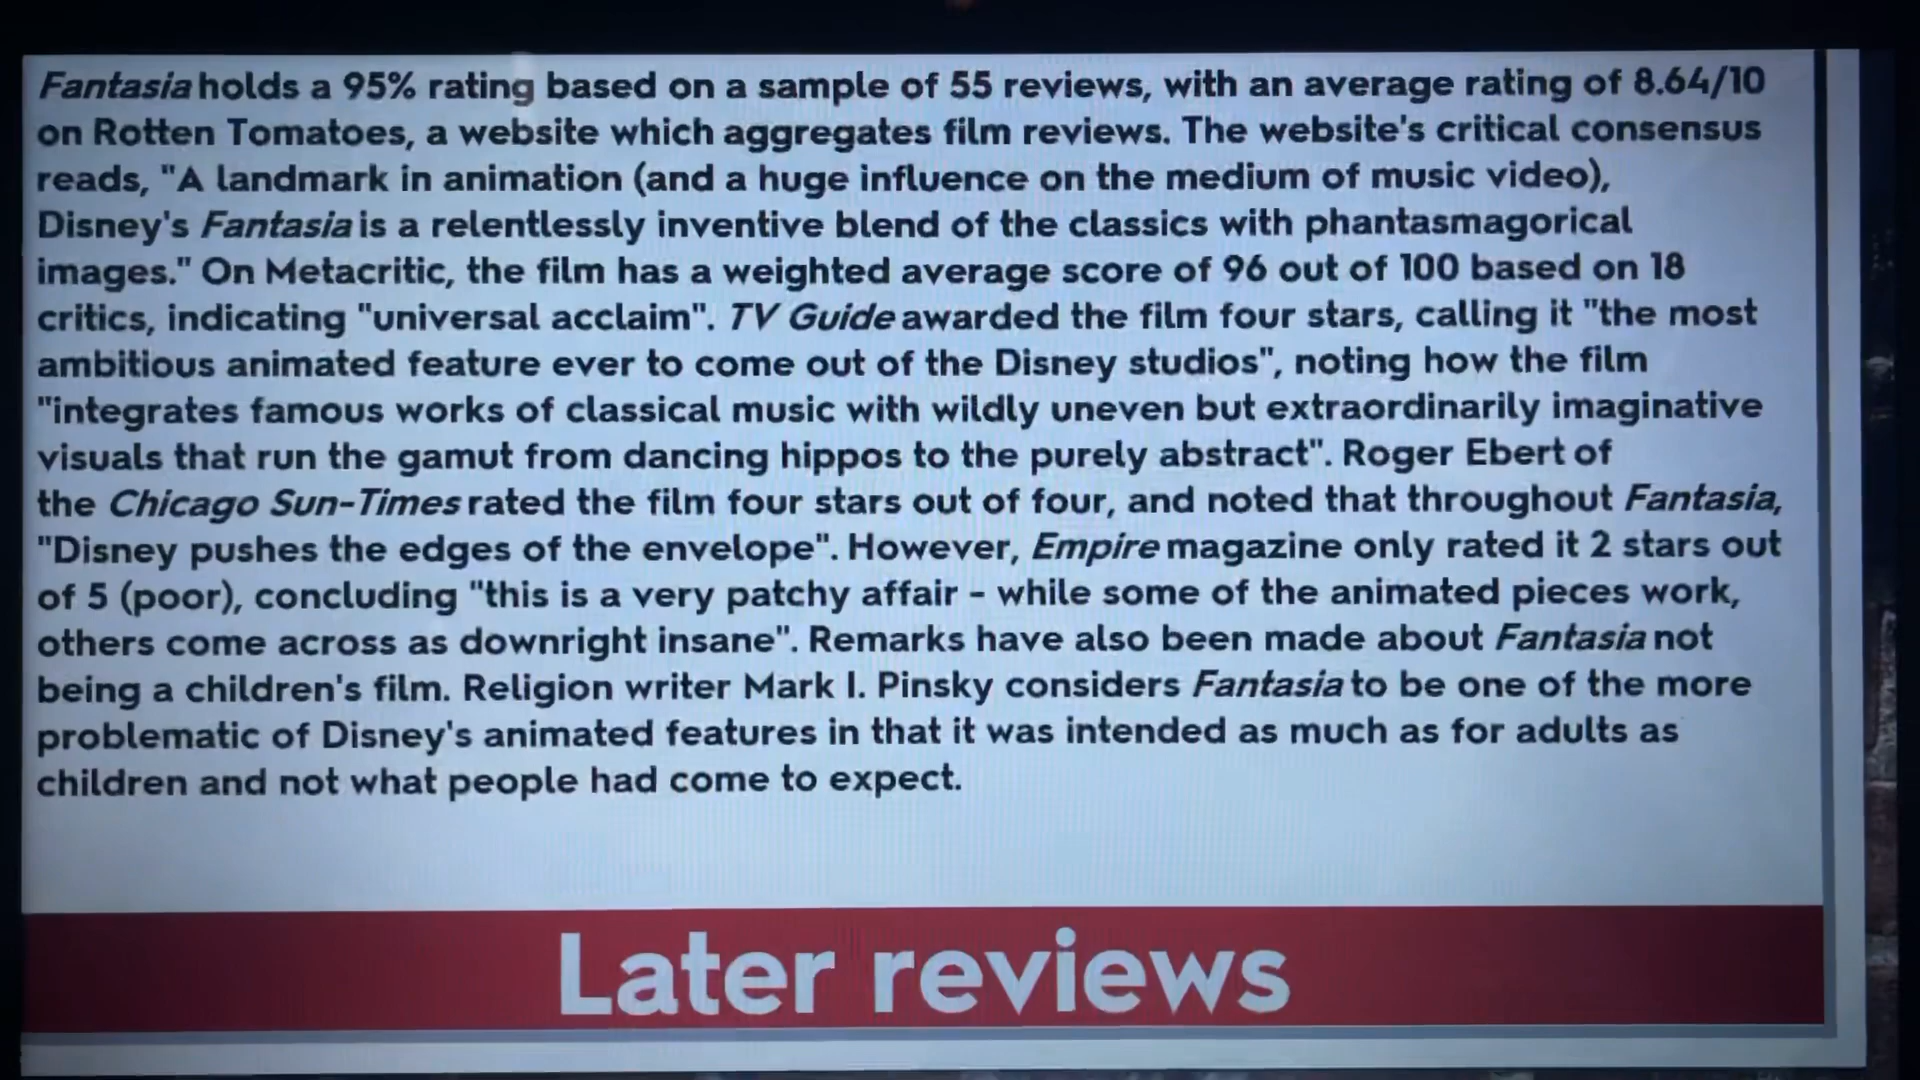 Fantasia holds a 95% rating based on a sample of 55 reviews, with an average rating of 8.64/10
on Rotten Tomatoes, a website which aggregates film reviews. The website's critical consensus
reads, "A landmark in animation (and a huge influence on the medium of music video),
Disney's Fantasia is a relentlessly inventive blend of the classics with phantasmagorical
images." On Metacritic, the film has a weighted average score of 96 out of 100 based on 18
critics, indicating "universal acclaim". TV Guide awarded the film four stars, calling it "the most
ambitious animated feature ever to come out of the Disney studios", noting how the film
"integrates famous works of classical music with wildly uneven but extraordinarily imaginative
visuals that run the gamut from dancing hippos to the purely abstract". Roger Ebert of
the Chicago Sun-Times rated the film four stars out of four, and noted that throughout Fantasia,
"Disney pushes the edges of the envelope". However, Empire magazine only rated it 2 stars out
of 5 (poor), concluding "this is a very patchy affair – while some of the animated pieces work,
others come across as downright insane". Remarks have also been made about Fantasia not
being a children's film. Religion writer Mark I. Pinsky considers Fantasia to be one of the more
problematic of Disney's animated features in that it was intended as much as for adults as
children and not what people had come to expect.
Later reviews